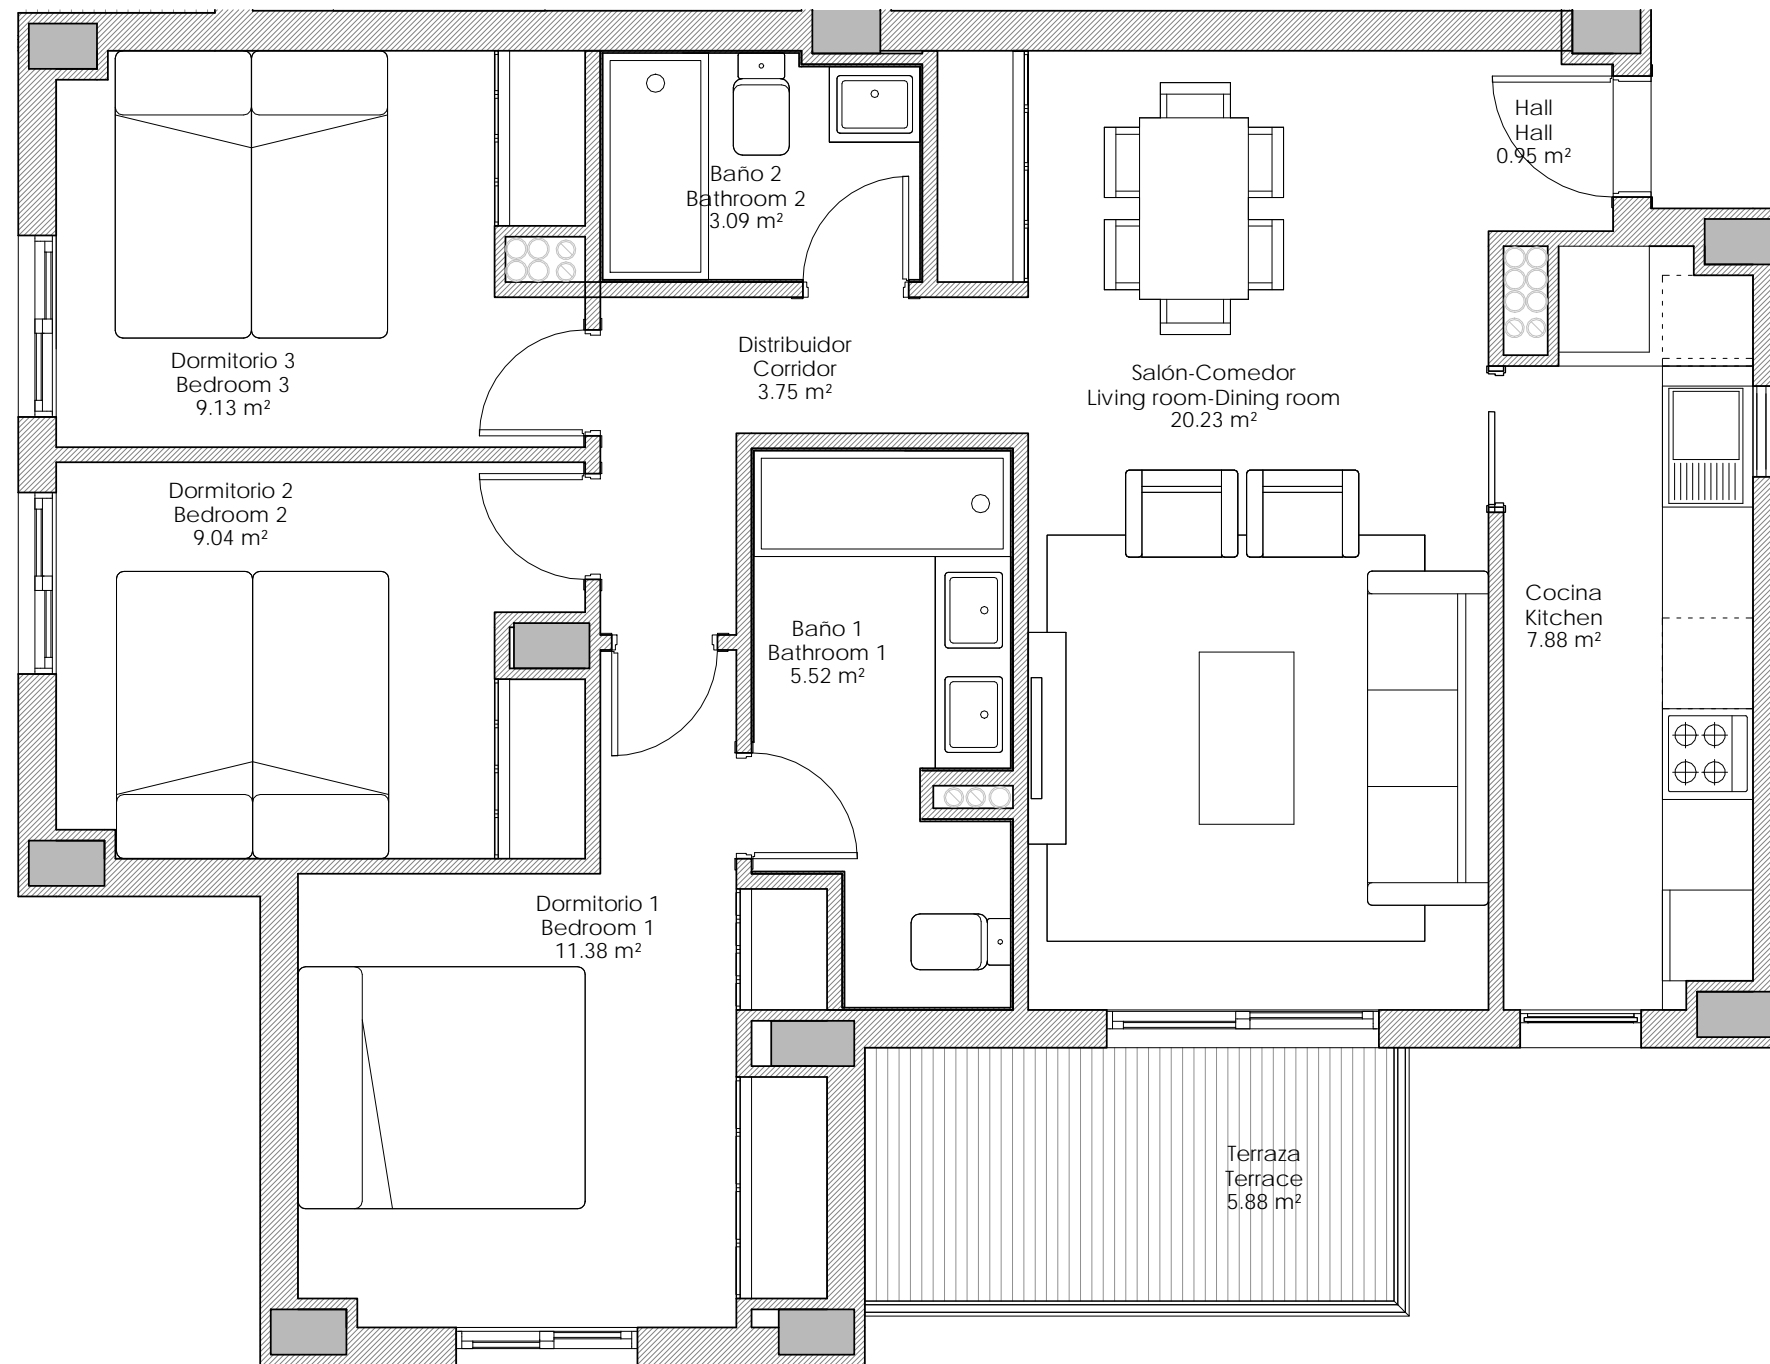 Hall
Hall
0.95 m²
Baño 2
Bathroom 2
3.09 m²
Dormitorio 3
Bedroom 3
9.13 m²
Distribuidor
Corridor
3.75 m²
Salón-Comedor
Living room-Dining room
20.23 m²
Dormitorio 2
Bedroom 2
9.04 m²
Baño 1
Bathroom 1
5.52 m²
Cocina
Kitchen
7.88 m²
Dormitorio 1
Bedroom 1
11.38 m²
Terraza
Terrace
5.88 m²